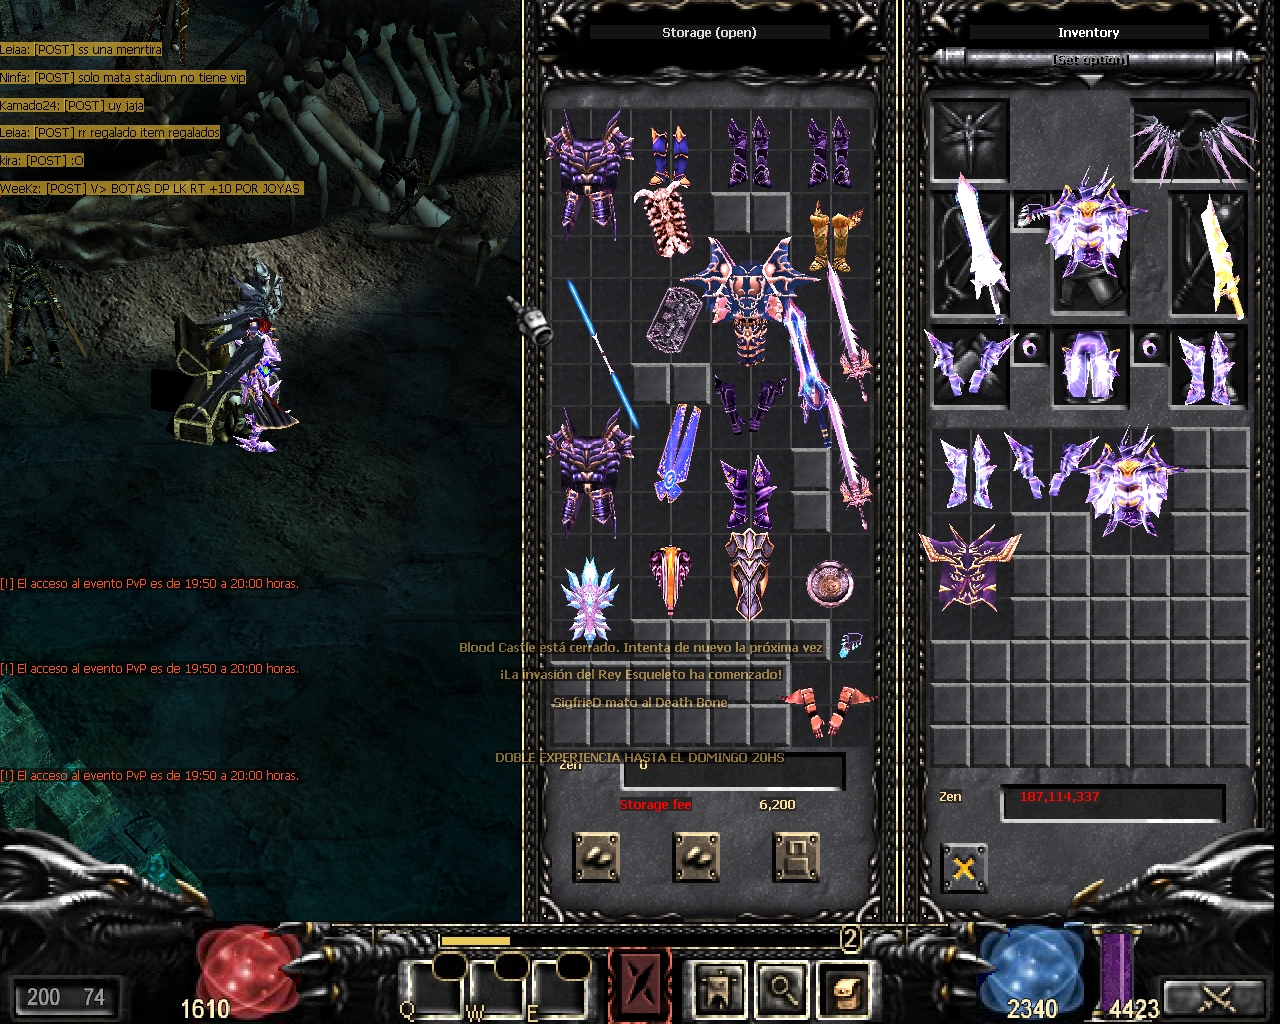 Leiaa: [POST] ss una menrtira
Ninfa: [POST] solo mata stadium no tiene vip
Kamado24: [POST] uy jaja
Leiaa: [POST] rr regalado item regalados
kira: [POST] :O
WeeKz: [POST] V> BOTAS DP LK RT +10 POR JOYAS
Storage (open)
Inventory
[Set option]
[!] El acceso al evento PvP es de 19:50 a 20:00 horas.
[!] El acceso al evento PvP es de 19:50 a 20:00 horas.
[!] El acceso al evento PvP es de 19:50 a 20:00 horas.
Blood Castle está cerrado. Intenta de nuevo la próxima vez
¡La invasión del Rey Esqueleto ha comenzado!
SigfrieD mato al Death Bone
DOBLE EXPERIENCIA HASTA EL DOMINGO 20HS
Zen 0
Storage fee 6,200
Zen 187,114,337
2
200 74
1610
Q W E
2340
4423